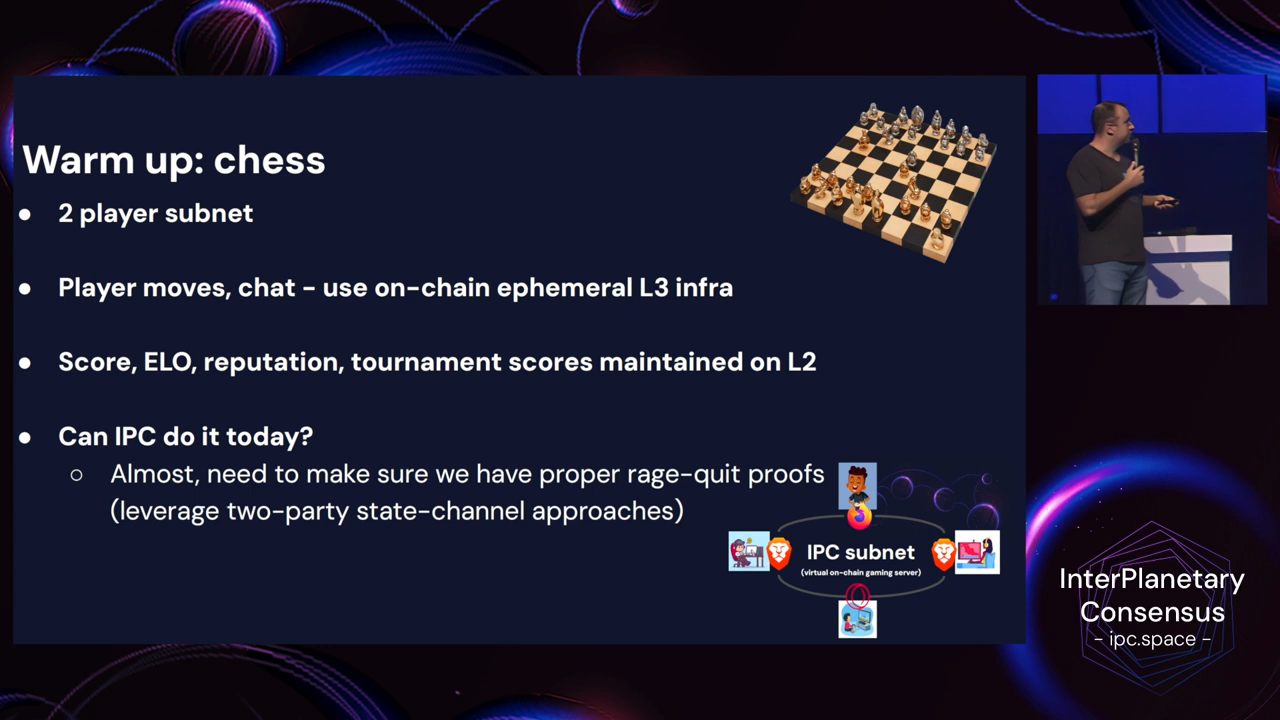 Warm up: chess
● 2 player subnet
● Player moves, chat - use on-chain ephemeral L3 infra
● Score, ELO, reputation, tournament scores maintained on L2
● Can IPC do it today?
○ Almost, need to make sure we have proper rage-quit proofs
(leverage two-party state-channel approaches)
IPC subnet
(virtual on-chain gaming server)
InterPlanetary
Consensus
- ipc.space -